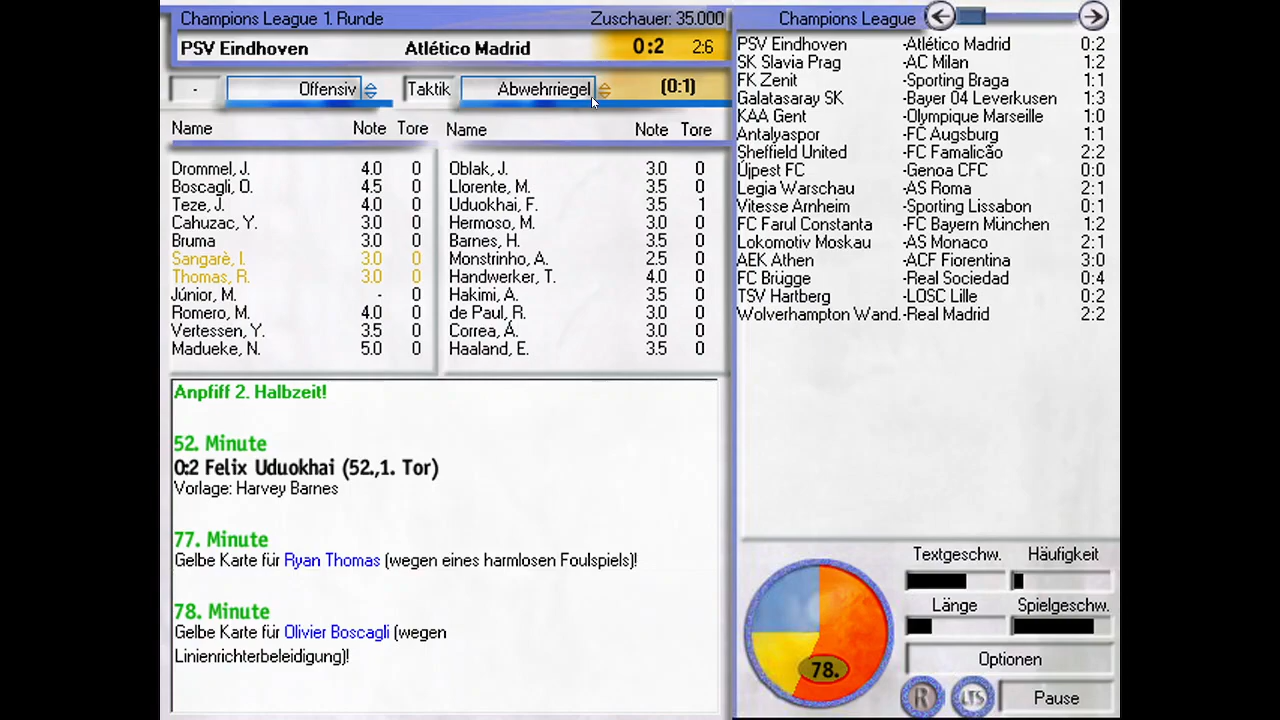 Champions League 1. Runde Zuschauer: 35.000
PSV Eindhoven Atlético Madrid 0:2 2:6
- Offensiv Taktik Abwehrriegel (0:1)
Name Note Tore Name Note Tore
Drommel, J. 4.0 0 Oblak, J. 3.0 0
Boscagli, O. 4.5 0 Llorente, M. 3.5 0
Teze, J. 4.0 0 Uduokhai, F. 3.5 1
Cahuzac, Y. 3.0 0 Hermoso, M. 3.0 0
Bruma 3.0 0 Barnes, H. 3.5 0
Sangarè, I. 3.0 0 Monstrinho, A. 2.5 0
Thomas, R. 3.0 0 Handwerker, T. 4.0 0
Júnior, M. - 0 Hakimi, A. 3.5 0
Romero, M. 4.0 0 de Paul, R. 3.0 0
Vertessen, Y. 3.5 0 Correa, Á. 3.0 0
Madueke, N. 5.0 0 Haaland, E. 3.5 0
Anpfiff 2. Halbzeit!
52. Minute
0:2 Felix Uduokhai (52.,1. Tor)
Vorlage: Harvey Barnes
77. Minute
Gelbe Karte für Ryan Thomas (wegen eines harmlosen Foulspiels)!
78. Minute
Gelbe Karte für Olivier Boscagli (wegen
Linienrichterbeleidigung)!
Champions League
PSV Eindhoven -Atlético Madrid 0:2
SK Slavia Prag -AC Milan 1:2
FK Zenit -Sporting Braga 1:1
Galatasaray SK -Bayer 04 Leverkusen 1:3
KAA Gent -Olympique Marseille 1:0
Antalyaspor -FC Augsburg 1:1
Sheffield United -FC Famalicão 2:2
Újpest FC -Genoa CFC 0:0
Legia Warschau -AS Roma 2:1
Vitesse Arnheim -Sporting Lissabon 0:1
FC Farul Constanta -FC Bayern München 1:2
Lokomotiv Moskau -AS Monaco 2:1
AEK Athen -ACF Fiorentina 3:0
FC Brügge -Real Sociedad 0:4
TSV Hartberg -LOSC Lille 0:2
Wolverhampton Wand.-Real Madrid 2:2
Textgeschw. Häufigkeit
Länge Spielgeschw.
78.
Optionen
R LTS Pause